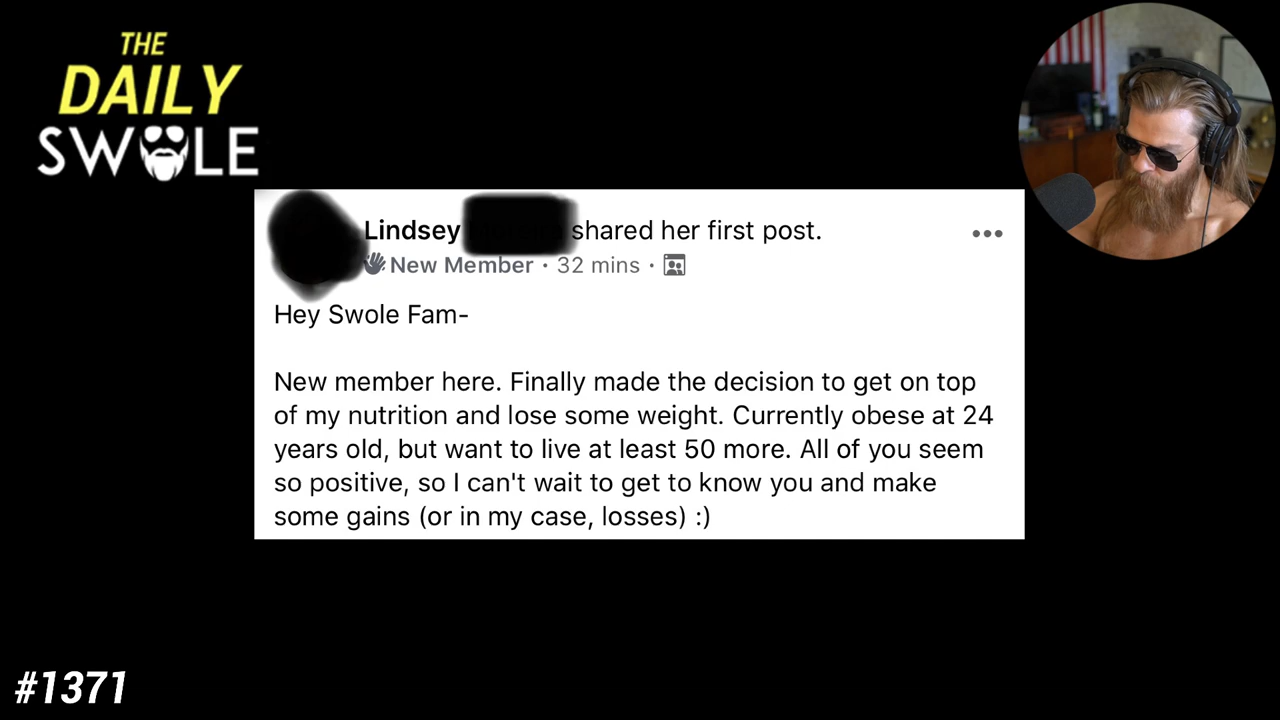 THE
DAILY
SWOLE
Lindsey shared her first post.
New Member · 32 mins ·
Hey Swole Fam-
New member here. Finally made the decision to get on top
of my nutrition and lose some weight. Currently obese at 24
years old, but want to live at least 50 more. All of you seem
so positive, so I can't wait to get to know you and make
some gains (or in my case, losses) :)
#1371